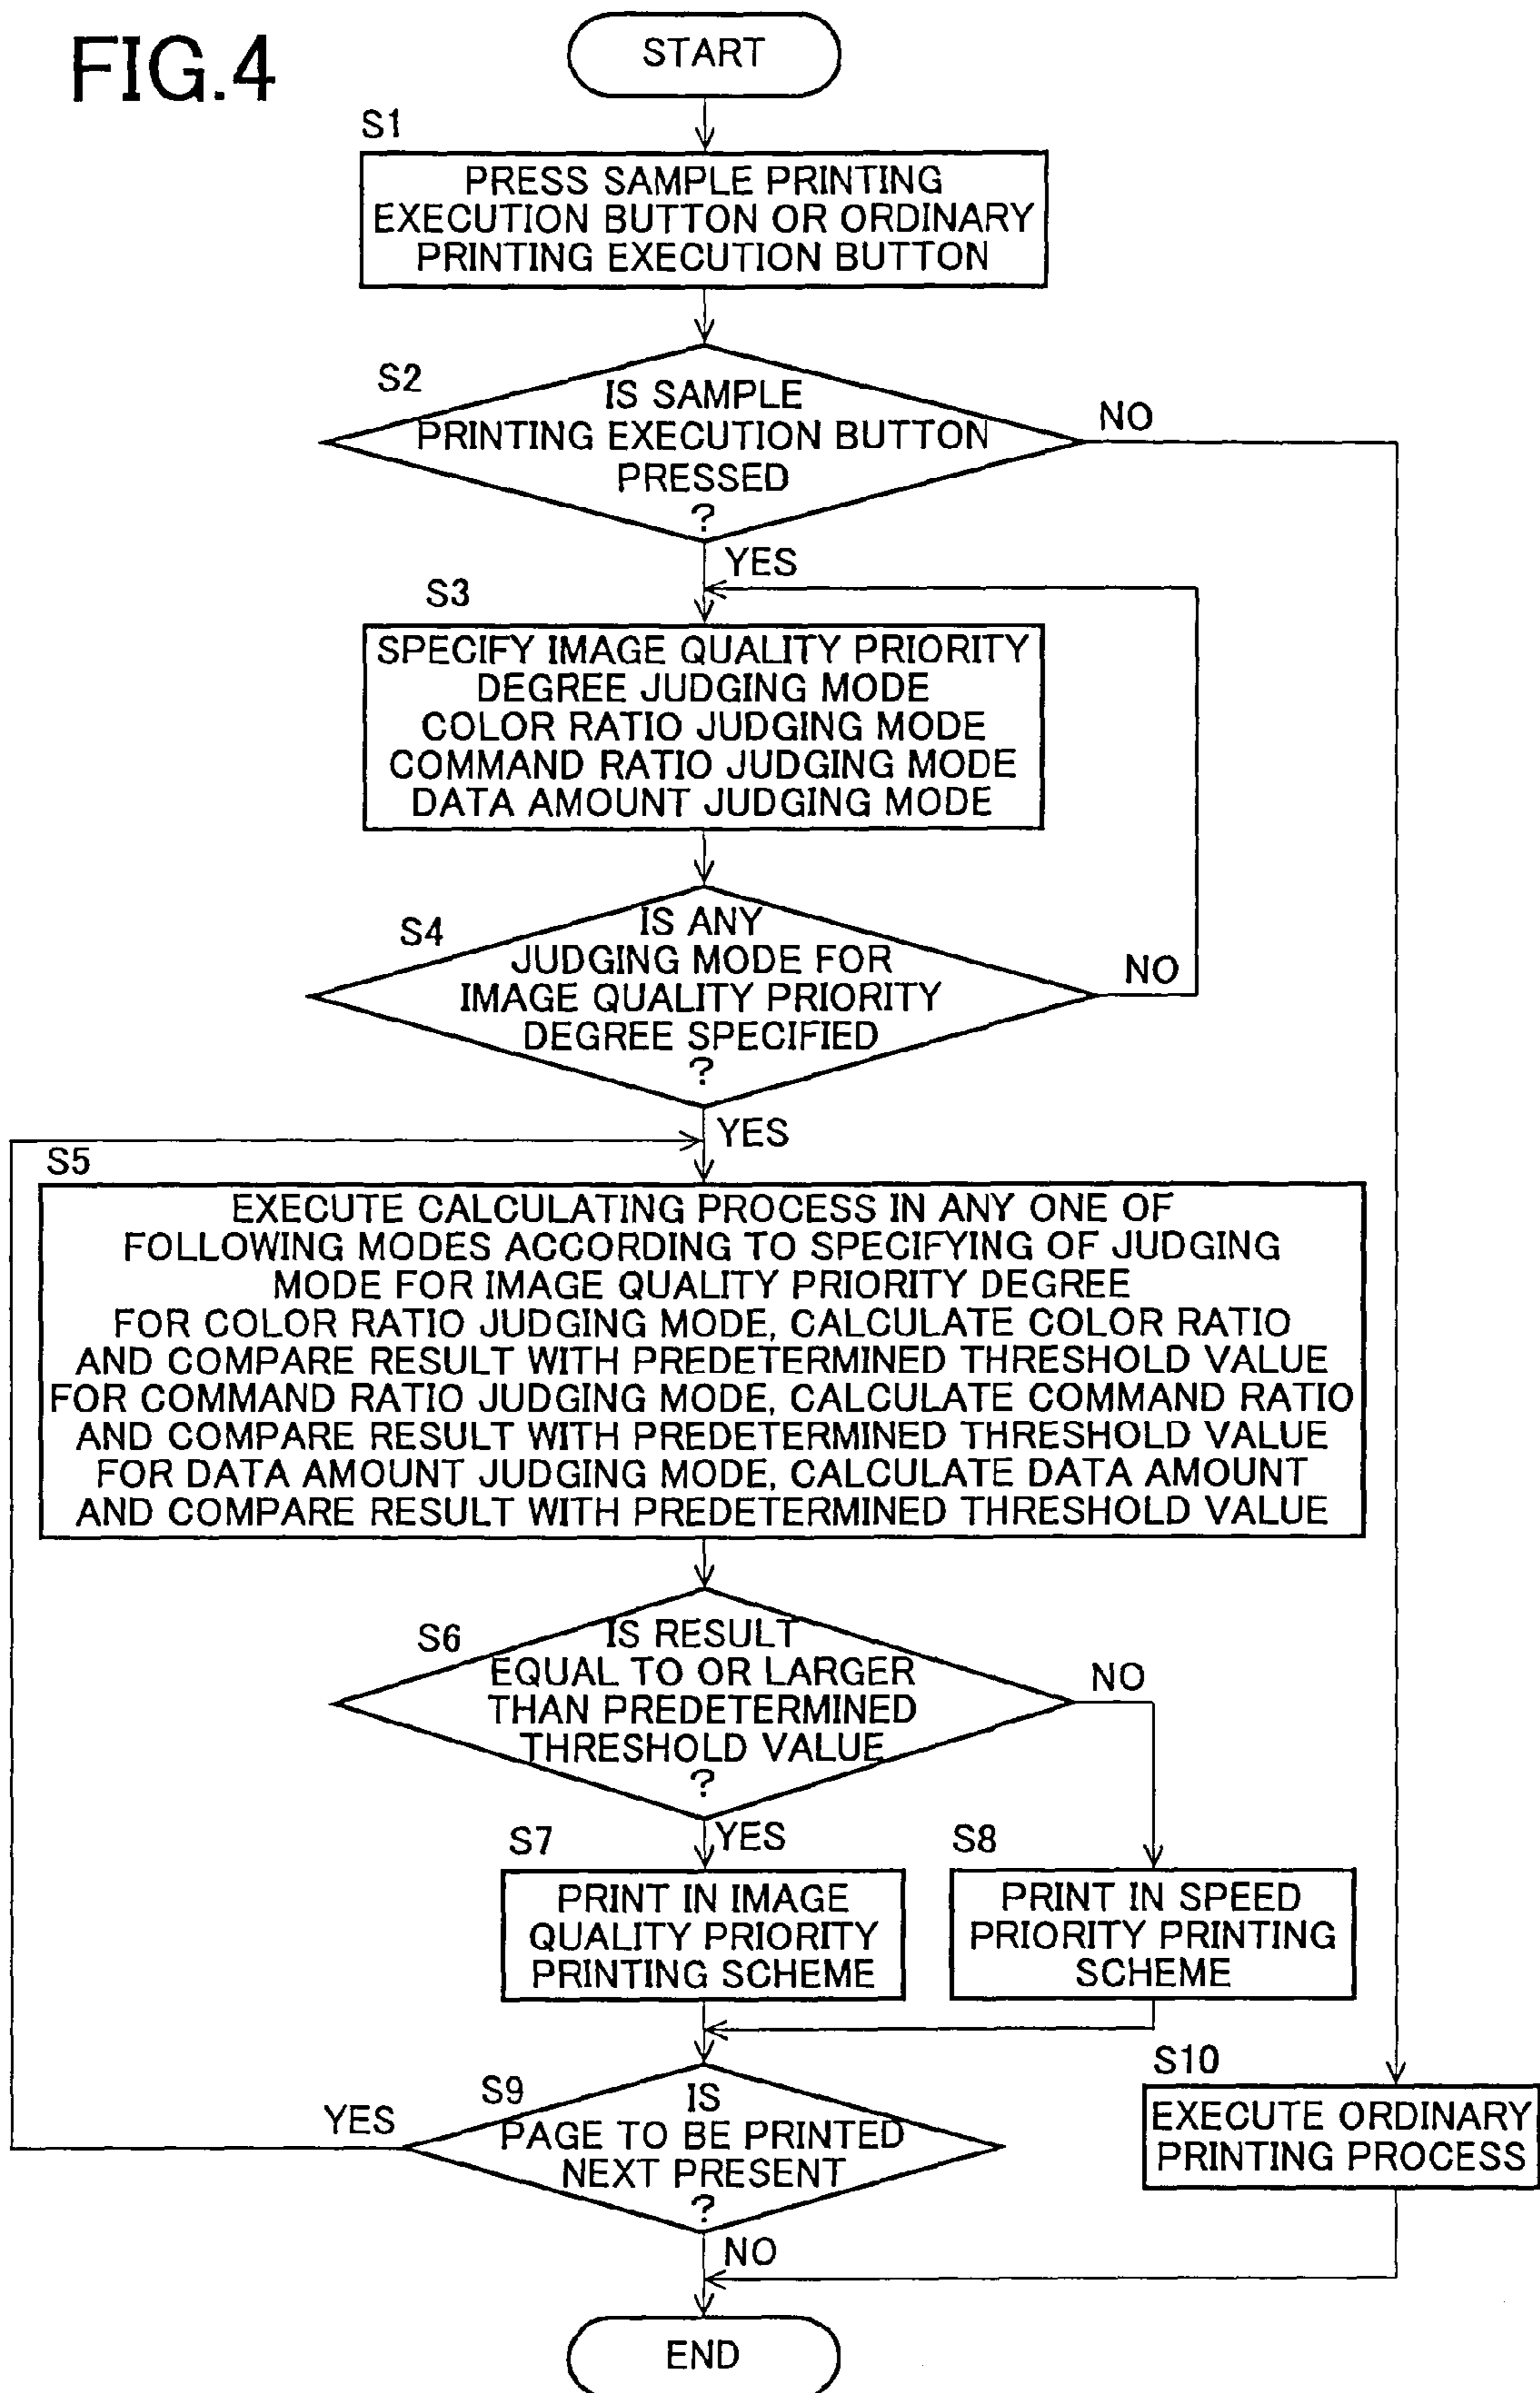 FIG.4
START
S1
PRESS SAMPLE PRINTING
EXECUTION BUTTON OR ORDINARY
PRINTING EXECUTION BUTTON
S2
IS SAMPLE
PRINTING EXECUTION BUTTON
PRESSED
?
NO
YES
S3
SPECIFY IMAGE QUALITY PRIORITY
DEGREE JUDGING MODE
COLOR RATIO JUDGING MODE
COMMAND RATIO JUDGING MODE
DATA AMOUNT JUDGING MODE
S4
IS ANY
JUDGING MODE FOR
IMAGE QUALITY PRIORITY
DEGREE SPECIFIED
?
NO
YES
S5
EXECUTE CALCULATING PROCESS IN ANY ONE OF
FOLLOWING MODES ACCORDING TO SPECIFYING OF JUDGING
MODE FOR IMAGE QUALITY PRIORITY DEGREE
FOR COLOR RATIO JUDGING MODE, CALCULATE COLOR RATIO
AND COMPARE RESULT WITH PREDETERMINED THRESHOLD VALUE
FOR COMMAND RATIO JUDGING MODE, CALCULATE COMMAND RATIO
AND COMPARE RESULT WITH PREDETERMINED THRESHOLD VALUE
FOR DATA AMOUNT JUDGING MODE, CALCULATE DATA AMOUNT
AND COMPARE RESULT WITH PREDETERMINED THRESHOLD VALUE
S6
IS RESULT
EQUAL TO OR LARGER
THAN PREDETERMINED
THRESHOLD VALUE
?
NO
YES
S7
PRINT IN IMAGE
QUALITY PRIORITY
PRINTING SCHEME
S8
PRINT IN SPEED
PRIORITY PRINTING
SCHEME
S9
IS
PAGE TO BE PRINTED
NEXT PRESENT
?
YES
NO
S10
EXECUTE ORDINARY
PRINTING PROCESS
END